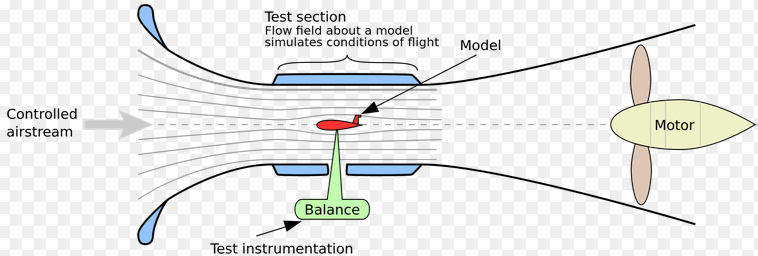 Test section
Flow field about a model
simulates conditions of flight
Model
Controlled
airstream
Motor
Balance
Test instrumentation